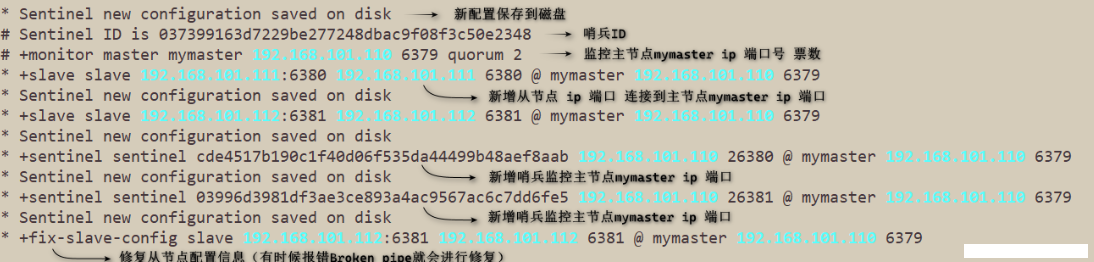 * Sentinel new configuration saved on disk 新配置保存到磁盘
# Sentinel ID is 037399163d7229be277248dbac9f08f3c50e2348 哨兵ID
# +monitor master mymaster 192.168.101.110 6379 quorum 2 监控主节点mymaster ip 端口号 票数
* +slave slave 192.168.101.111:6380 192.168.101.111 6380 @ mymaster 192.168.101.110 6379
* Sentinel new configuration saved on disk 新增从节点 ip 端口 连接到主节点mymaster ip 端口
* +slave slave 192.168.101.112:6381 192.168.101.112 6381 @ mymaster 192.168.101.110 6379
* Sentinel new configuration saved on disk
* +sentinel sentinel cde4517b190c1f40d06f535da44499b48aef8aab 192.168.101.110 26380 @ mymaster 192.168.101.110 6379
* Sentinel new configuration saved on disk 新增哨兵监控主节点mymaster ip 端口
* +sentinel sentinel 03996d3981df3ae3ce893a4ac9567ac6c7dd6fe5 192.168.101.110 26381 @ mymaster 192.168.101.110 6379
* Sentinel new configuration saved on disk 新增哨兵监控主节点mymaster ip 端口
* +fix-slave-config slave 192.168.101.112:6381 192.168.101.112 6381 @ mymaster 192.168.101.110 6379
修复从节点配置信息（有时候报错Broken pipe就会进行修复）